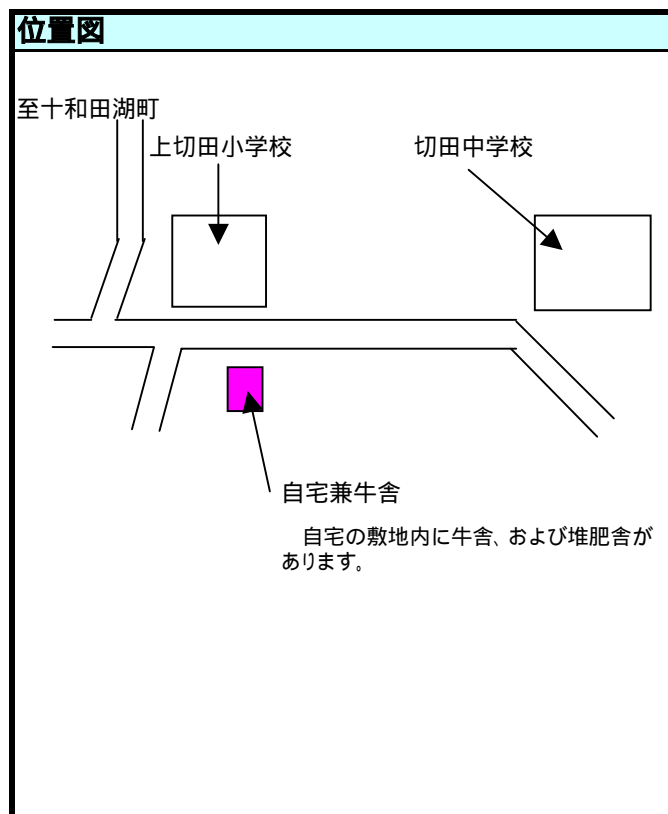 位置図
至十和田湖町
上切田小学校
切田中学校
自宅兼牛舎
自宅の敷地内に牛舎、および堆肥舎が
あります。